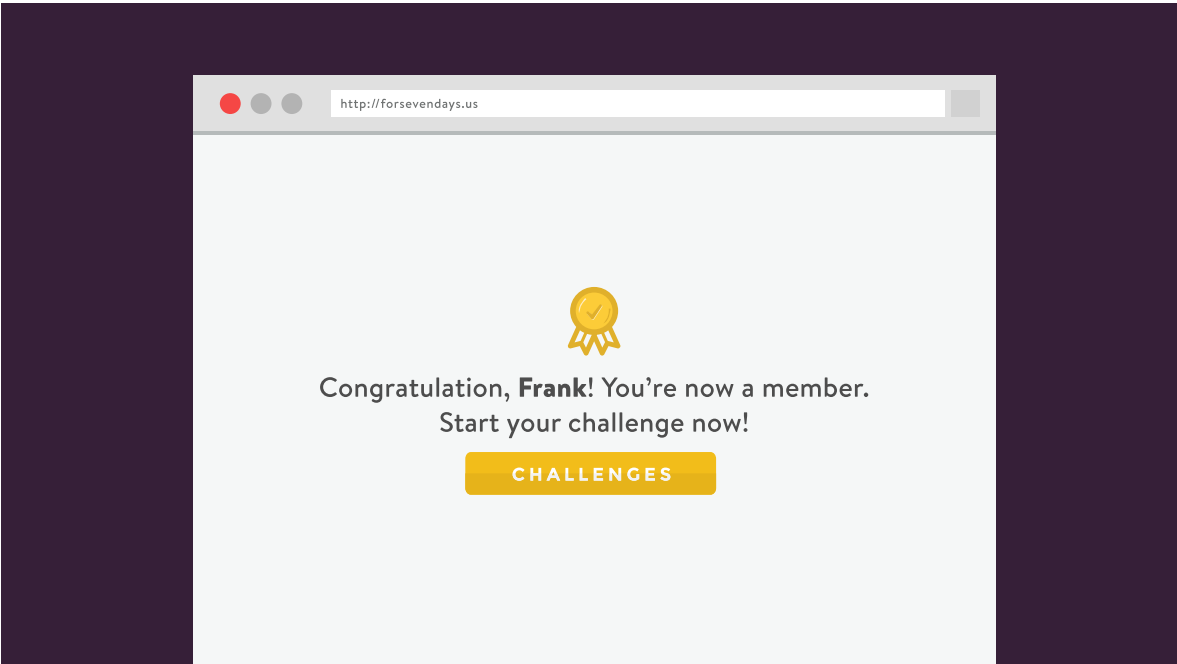 http://forsevendays.us
Congratulation, Frank! You’re now a member.
Start your challenge now!
CHALLENGES